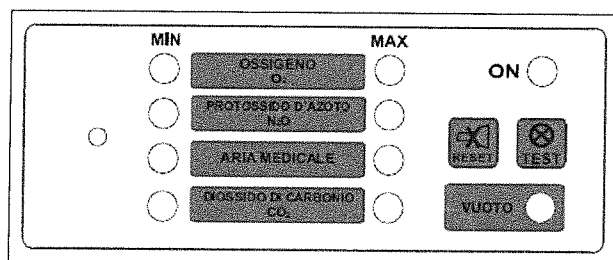 MIN MAX
OSSIGENO
O₂
ON
PROTOSSIDO D'AZOTO
N₂O
RESET
TEST
ARIA MEDICALE
DIOSSIDO DI CARBONIO
CO₂
VUOTO